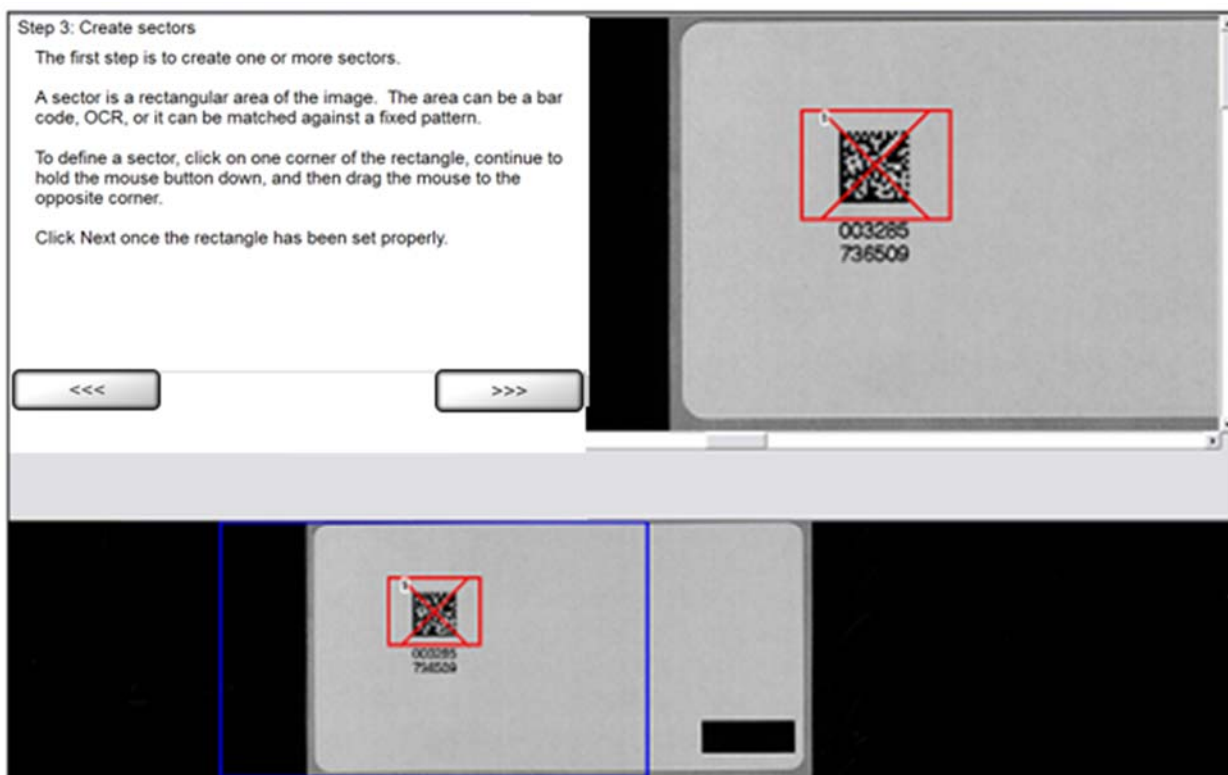 Step 3: Create sectors
The first step is to create one or more sectors.
A sector is a rectangular area of the image. The area can be a bar
code, OCR, or it can be matched against a fixed pattern.
To define a sector, click on one corner of the rectangle, continue to
hold the mouse button down, and then drag the mouse to the
opposite corner.
Click Next once the rectangle has been set properly.
<<<
>>>
003285
736509
003285
736509